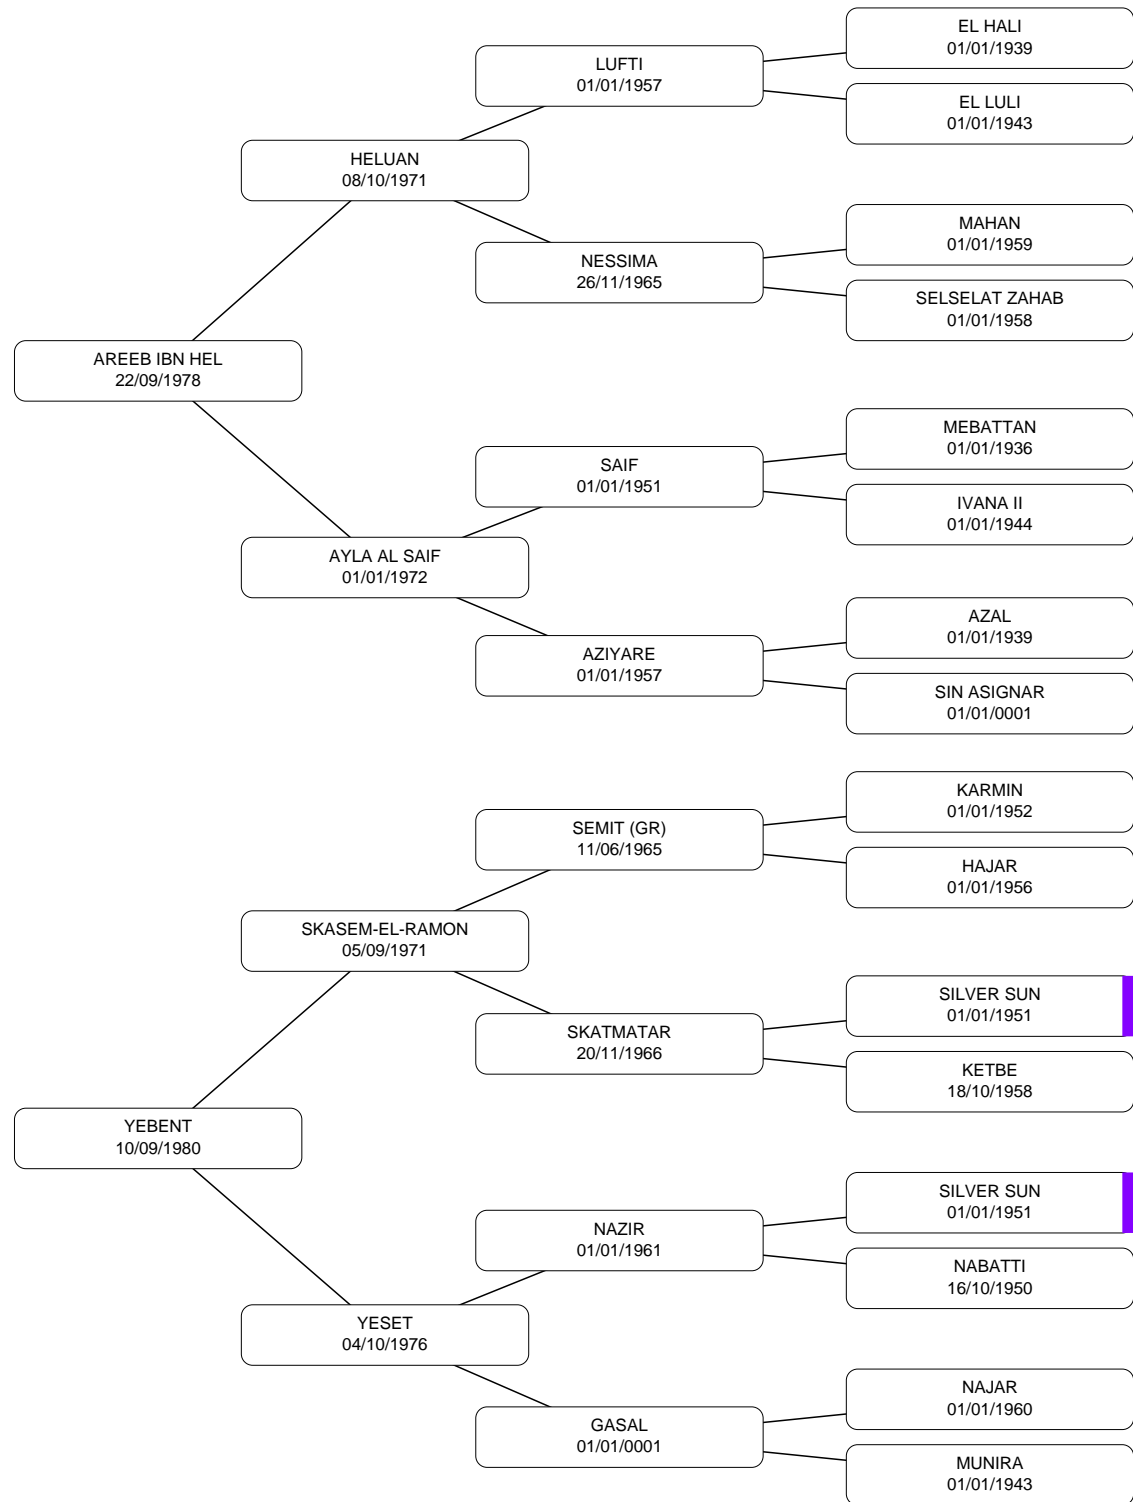 EL HALI
01/01/1939
LUFTI
01/01/1957
EL LULI
01/01/1943
HELUAN
08/10/1971
MAHAN
01/01/1959
NESSIMA
26/11/1965
SELSELAT ZAHAB
01/01/1958
AREEB IBN HEL
22/09/1978
MEBATTAN
01/01/1936
SAIF
01/01/1951
IVANA II
01/01/1944
AYLA AL SAIF
01/01/1972
AZAL
01/01/1939
AZIYARE
01/01/1957
SIN ASIGNAR
01/01/0001
KARMIN
01/01/1952
SEMIT (GR)
11/06/1965
HAJAR
01/01/1956
SKASEM-EL-RAMON
05/09/1971
SILVER SUN
01/01/1951
SKATMATAR
20/11/1966
KETBE
18/10/1958
YEBENT
10/09/1980
SILVER SUN
01/01/1951
NAZIR
01/01/1961
NABATTI
16/10/1950
YESET
04/10/1976
NAJAR
01/01/1960
GASAL
01/01/0001
MUNIRA
01/01/1943